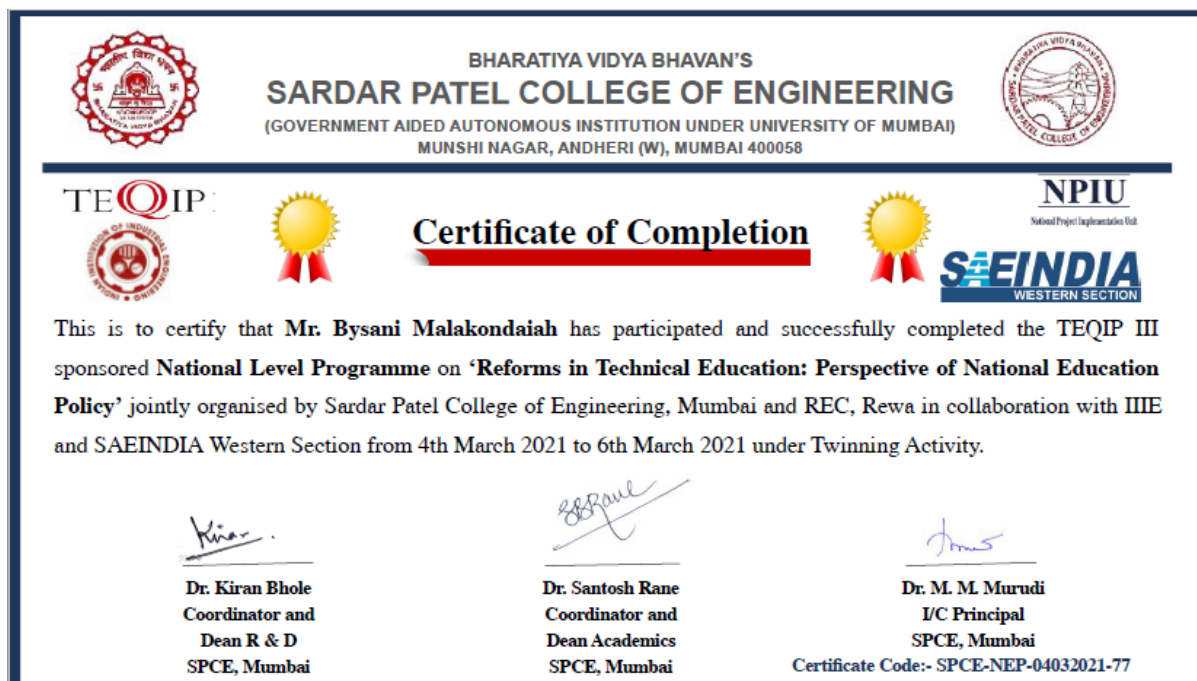 BHARATIYA VIDYA BHAVAN'S
SARDAR PATEL COLLEGE OF ENGINEERING
(GOVERNMENT AIDED AUTONOMOUS INSTITUTION UNDER UNIVERSITY OF MUMBAI)
MUNSHI NAGAR, ANDHERI (W), MUMBAI 400058
TEQIP
NPIU
National Project Implementation Unit
INDIAN INSTITUTION OF INDUSTRIAL ENGINEERING
Certificate of Completion
SAEINDIA
WESTERN SECTION
This is to certify that Mr. Bysani Malakondaiah has participated and successfully completed the TEQIP III
sponsored National Level Programme on ‘Reforms in Technical Education: Perspective of National Education
Policy’ jointly organised by Sardar Patel College of Engineering, Mumbai and REC, Rewa in collaboration with IIIE
and SAEINDIA Western Section from 4th March 2021 to 6th March 2021 under Twinning Activity.
Dr. Kiran Bhole
Coordinator and
Dean R & D
SPCE, Mumbai
Dr. Santosh Rane
Coordinator and
Dean Academics
SPCE, Mumbai
Dr. M. M. Murudi
I/C Principal
SPCE, Mumbai
Certificate Code:- SPCE-NEP-04032021-77